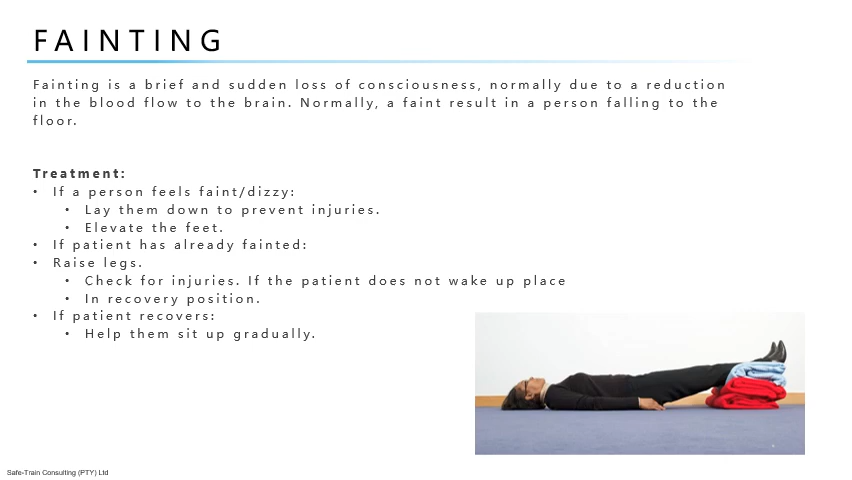 FAINTING
Fainting is a brief and sudden loss of consciousness, normally due to a reduction
in the blood flow to the brain. Normally, a faint result in a person falling to the
floor.
Treatment:
• If a person feels faint/dizzy:
• Lay them down to prevent injuries.
• Elevate the feet.
• If patient has already fainted:
• Raise legs.
• Check for injuries. If the patient does not wake up place
• In recovery position.
• If patient recovers:
• Help them sit up gradually.
Safe-Train Consulting (PTY) Ltd